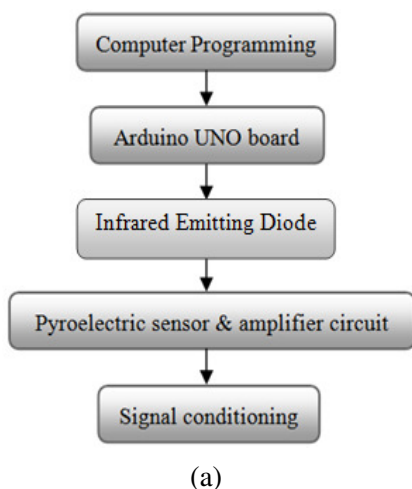 Computer Programming
Arduino UNO board
Infrared Emitting Diode
Pyroelectric sensor & amplifier circuit
Signal conditioning
(a)